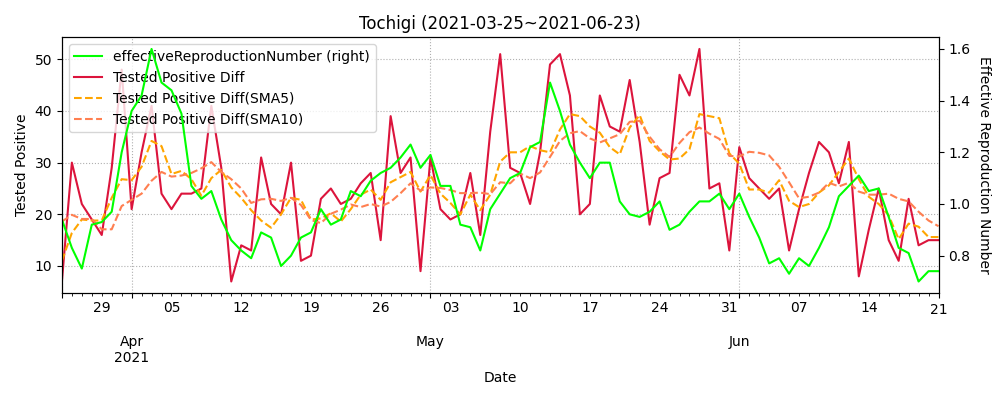 Tochigi (2021-03-25~2021-06-23)
effectiveReproductionNumber (right)
Tested Positive Diff
Tested Positive Diff(SMA5)
Tested Positive Diff(SMA10)
Tested Positive
50
40
30
20
10
Effective Reproduction Number
1.6
1.4
1.2
1.0
0.8
29 05 12 19 26 03 10 17 24 31 07 14 21
Apr May Jun
2021
Date